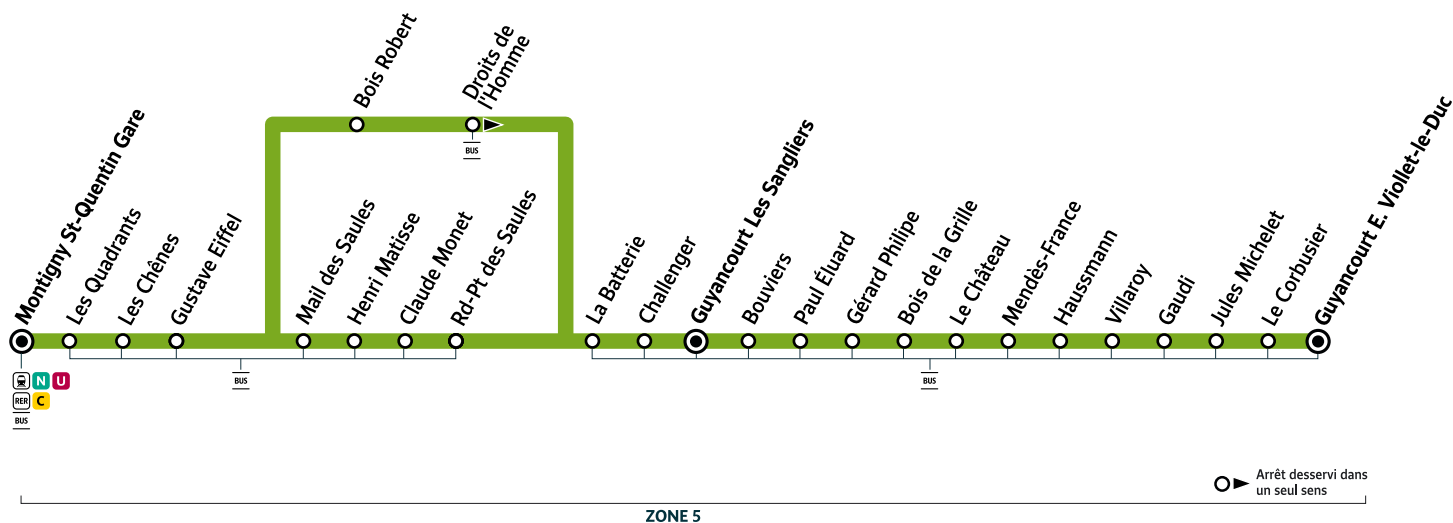 Bois Robert
Droits de
l'Homme
BUS
Montigny St-Quentin Gare
Les Quadrants
Les Chênes
Gustave Eiffel
Mail des Saules
Henri Matisse
Claude Monet
Rd-Pt des Saules
La Batterie
Challenger
Guyancourt Les Sangliers
Bouviers
Paul Éluard
Gérard Philipe
Bois de la Grille
Le Château
Mendès-France
Haussmann
Villaroy
Gaudi
Jules Michelet
Le Corbusier
Guyancourt E. Viollet-le-Duc
N U
RER C
BUS
BUS
BUS
Arrêt desservi dans
un seul sens
ZONE 5